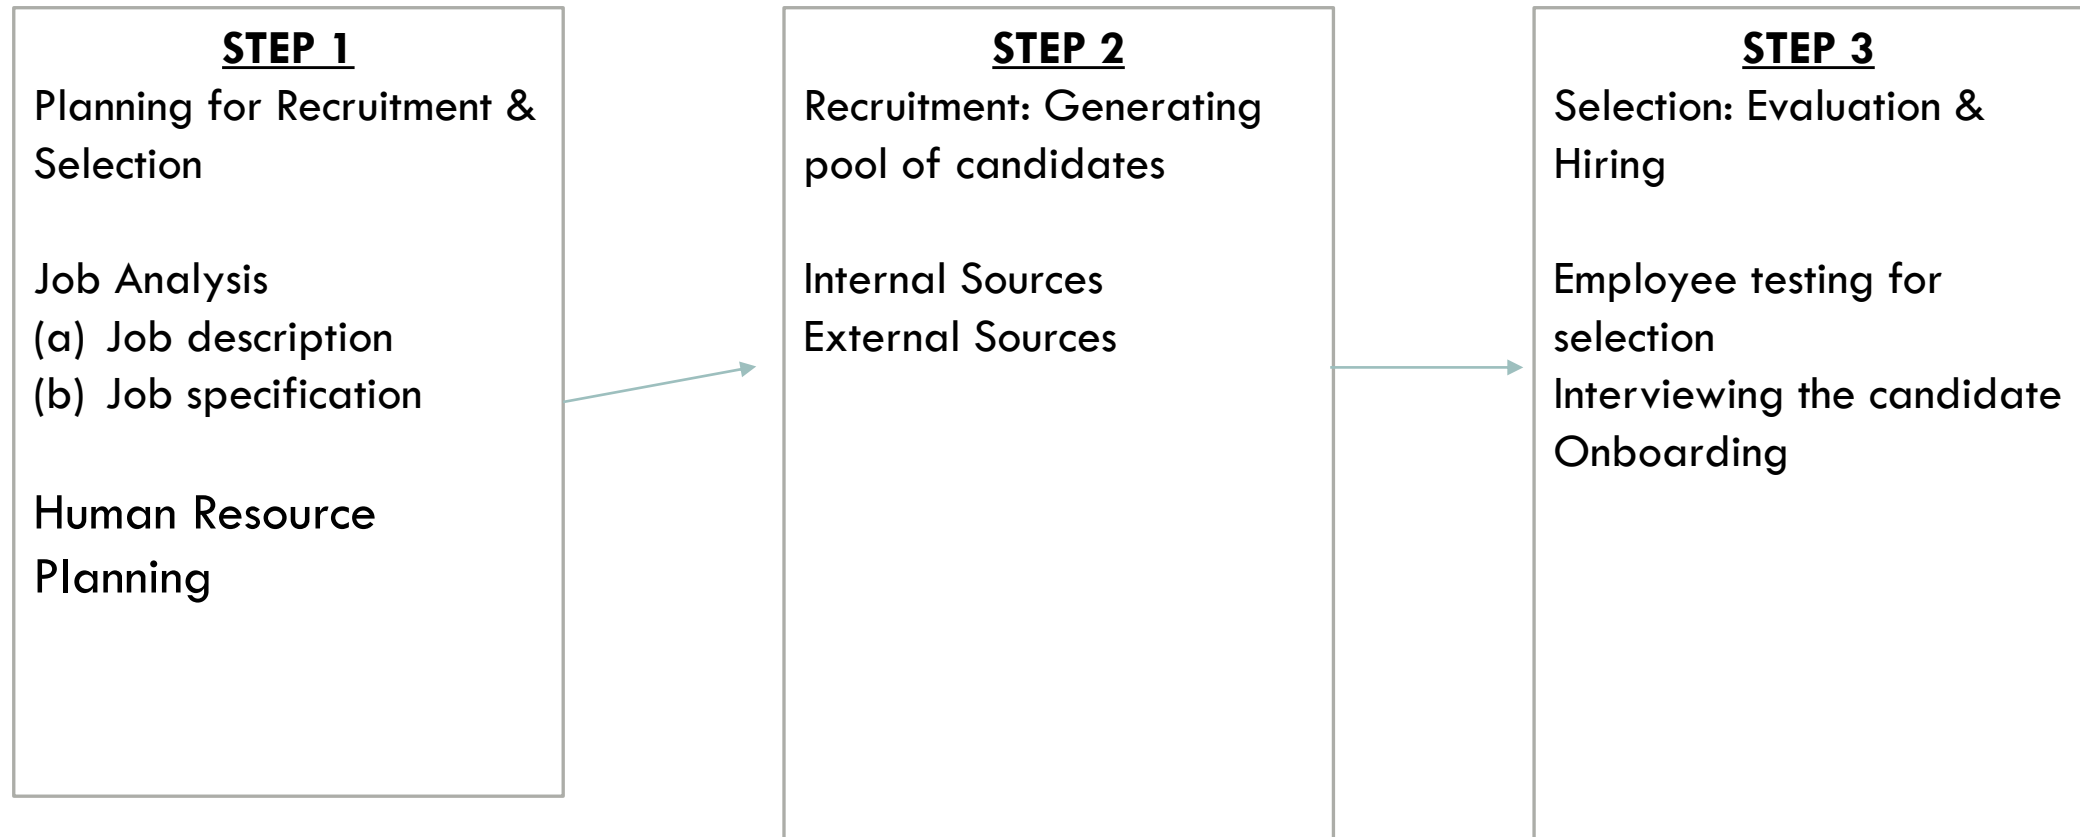 STEP 1
Planning for Recruitment &
Selection
Job Analysis
(a) Job description
(b) Job specification
Human Resource
Planning
STEP 2
Recruitment: Generating
pool of candidates
Internal Sources
External Sources
STEP 3
Selection: Evaluation &
Hiring
Employee testing for
selection
Interviewing the candidate
Onboarding